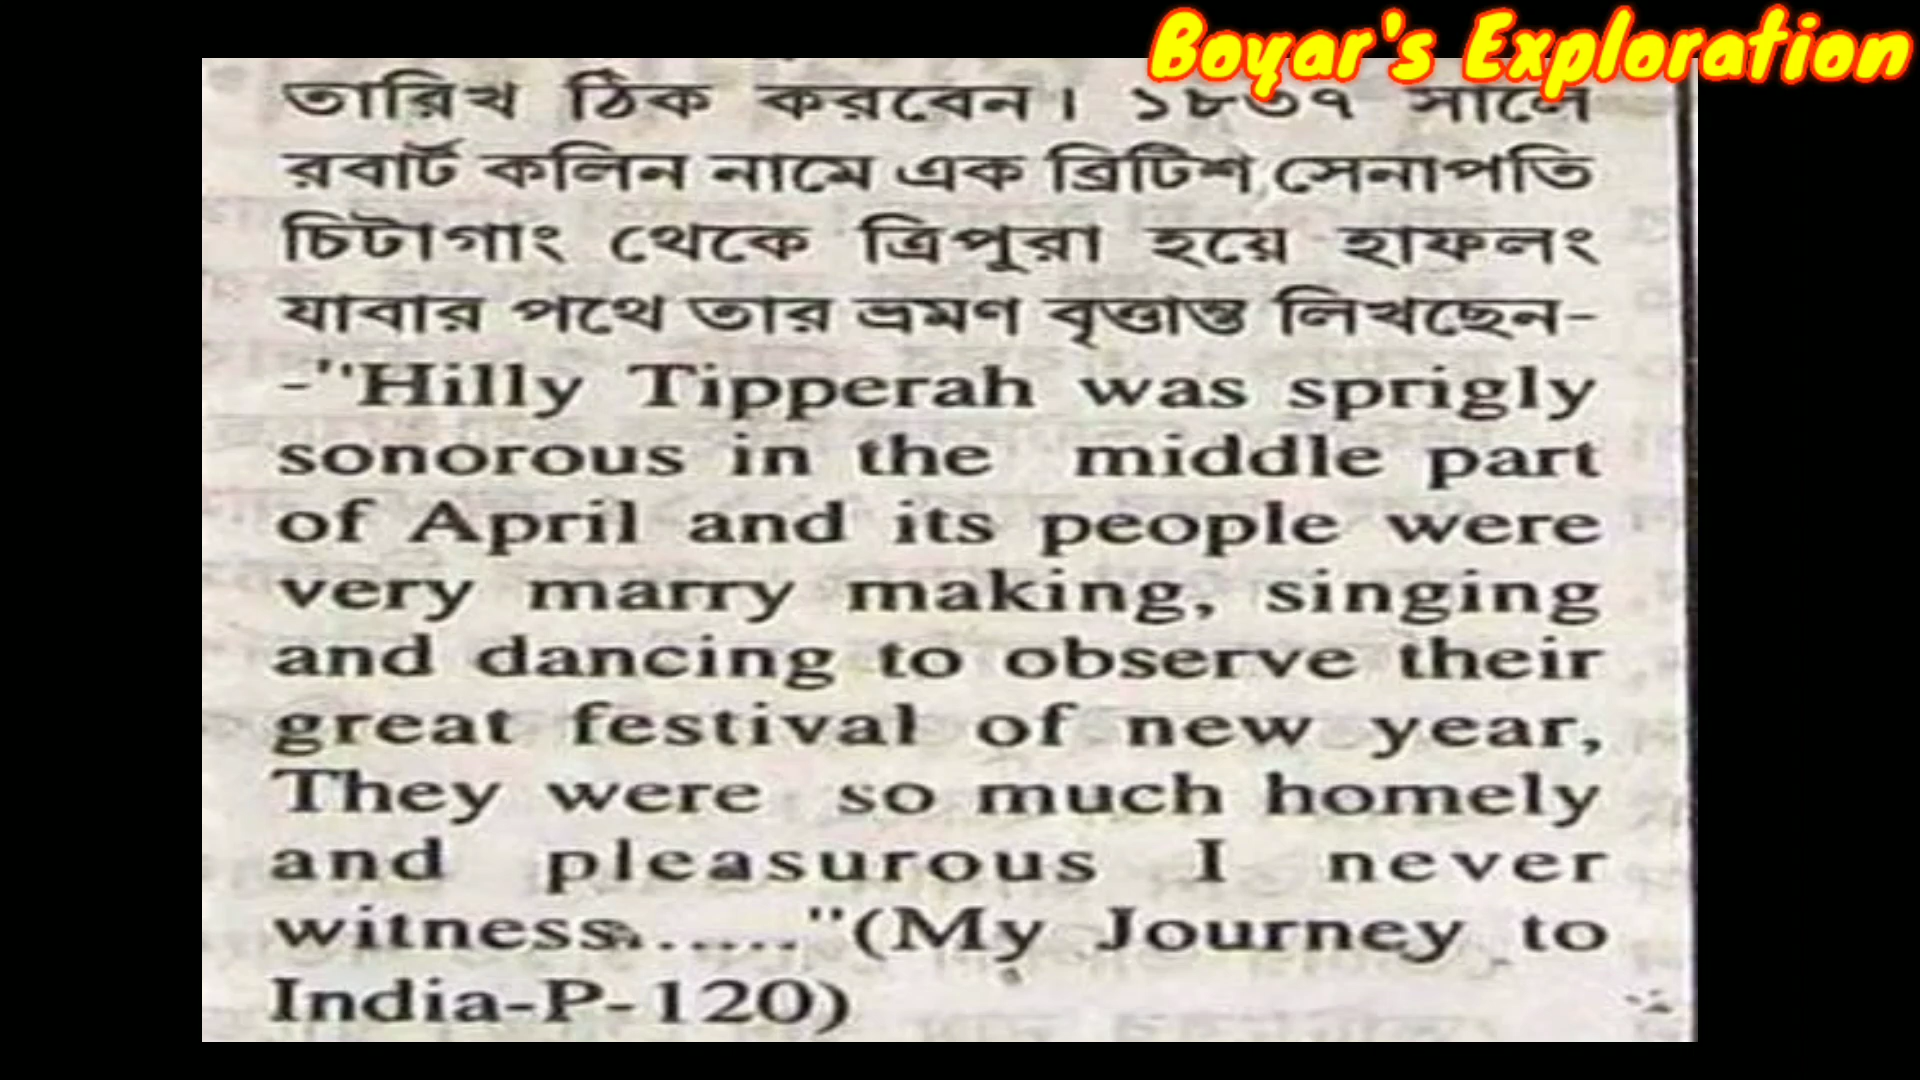 Boyar's Exploration
তারিখ ঠিক করবেন। ১৮৩৭ সালে
রবার্ট কলিন নামে এক ব্রিটিশ সেনাপতি
চিটাগাং থেকে ত্রিপুরা হয়ে হাফলং
যাবার পথে তার ভ্রমণ বৃত্তান্ত লিখছেন-
-"Hilly Tipperah was sprigly
sonorous in the middle part
of April and its people were
very marry making, singing
and dancing to observe their
great festival of new year,
They were so much homely
and pleasurous I never
witness......."(My Journey to
India-P-120)